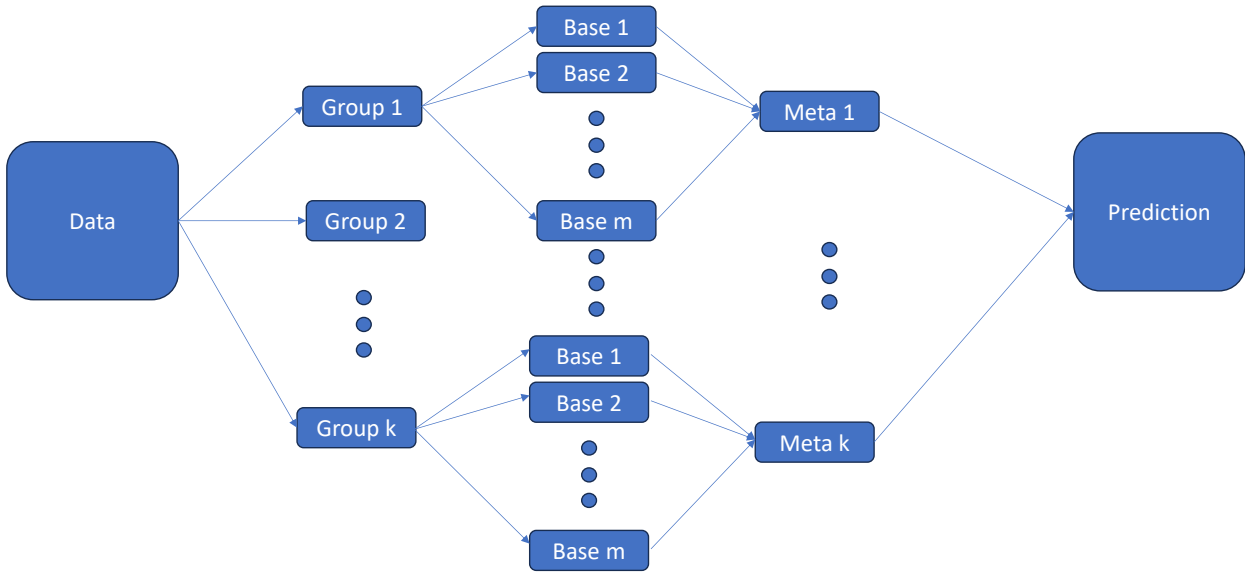 Data
Group 1
Group 2
Group k
Base 1
Base 2
Base m
Base 1
Base 2
Base m
Meta 1
Meta k
Prediction